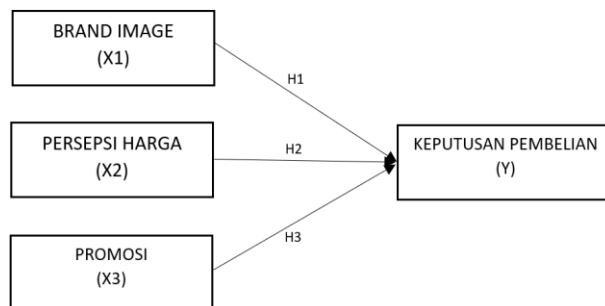 BRAND IMAGE
(X1)
H1
PERSEPSI HARGA
(X2)
H2
KEPUTUSAN PEMBELIAN
(Y)
H3
PROMOSI
(X3)